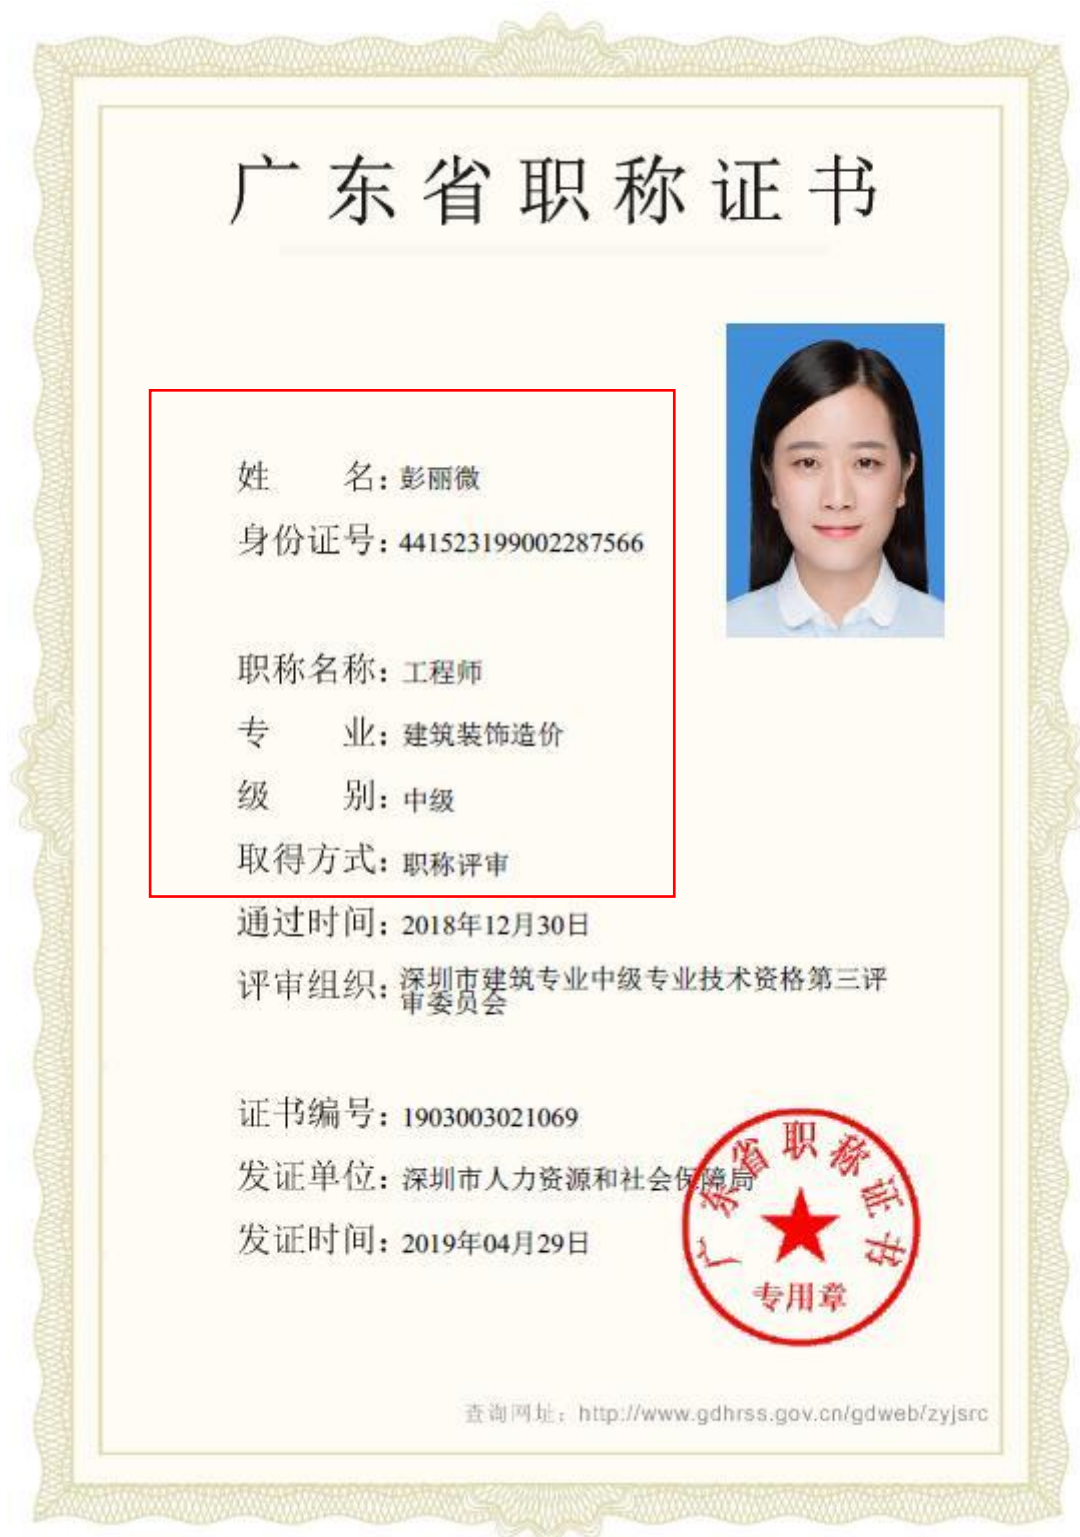 广东省职称证书
姓 名：彭丽微
身份证号：441523199002287566
职称名称：工程师
专 业：建筑装饰造价
级 别：中级
取得方式：职称评审
通过时间：2018年12月30日
评审组织：深圳市建筑专业中级专业技术资格第三评
审委员会
证书编号：1903003021069
发证单位：深圳市人力资源和社会保障局
发证时间：2019年04月29日
广东省职称证书
专用章
查询网址：http://www.gdhrss.gov.cn/gdweb/zyjsrc